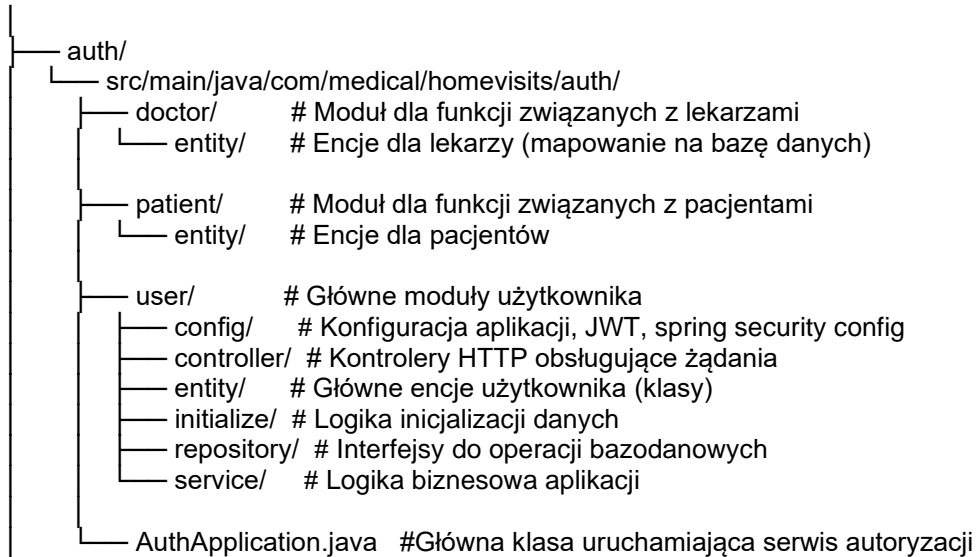 auth/
src/main/java/com/medical/homevisits/auth/
doctor/ # Moduł dla funkcji związanych z lekarzami
entity/ # Encje dla lekarzy (mapowanie na bazę danych)
patient/ # Moduł dla funkcji związanych z pacjentami
entity/ # Encje dla pacjentów
user/ # Główne moduły użytkownika
config/ # Konfiguracja aplikacji, JWT, spring security config
controller/ # Kontrolery HTTP obsługujące żądania
entity/ # Główne encje użytkownika (klasy)
initialize/ # Logika inicjalizacji danych
repository/ # Interfejsy do operacji bazodanowych
service/ # Logika biznesowa aplikacji
AuthApplication.java #Główna klasa uruchamiająca serwis autoryzacji